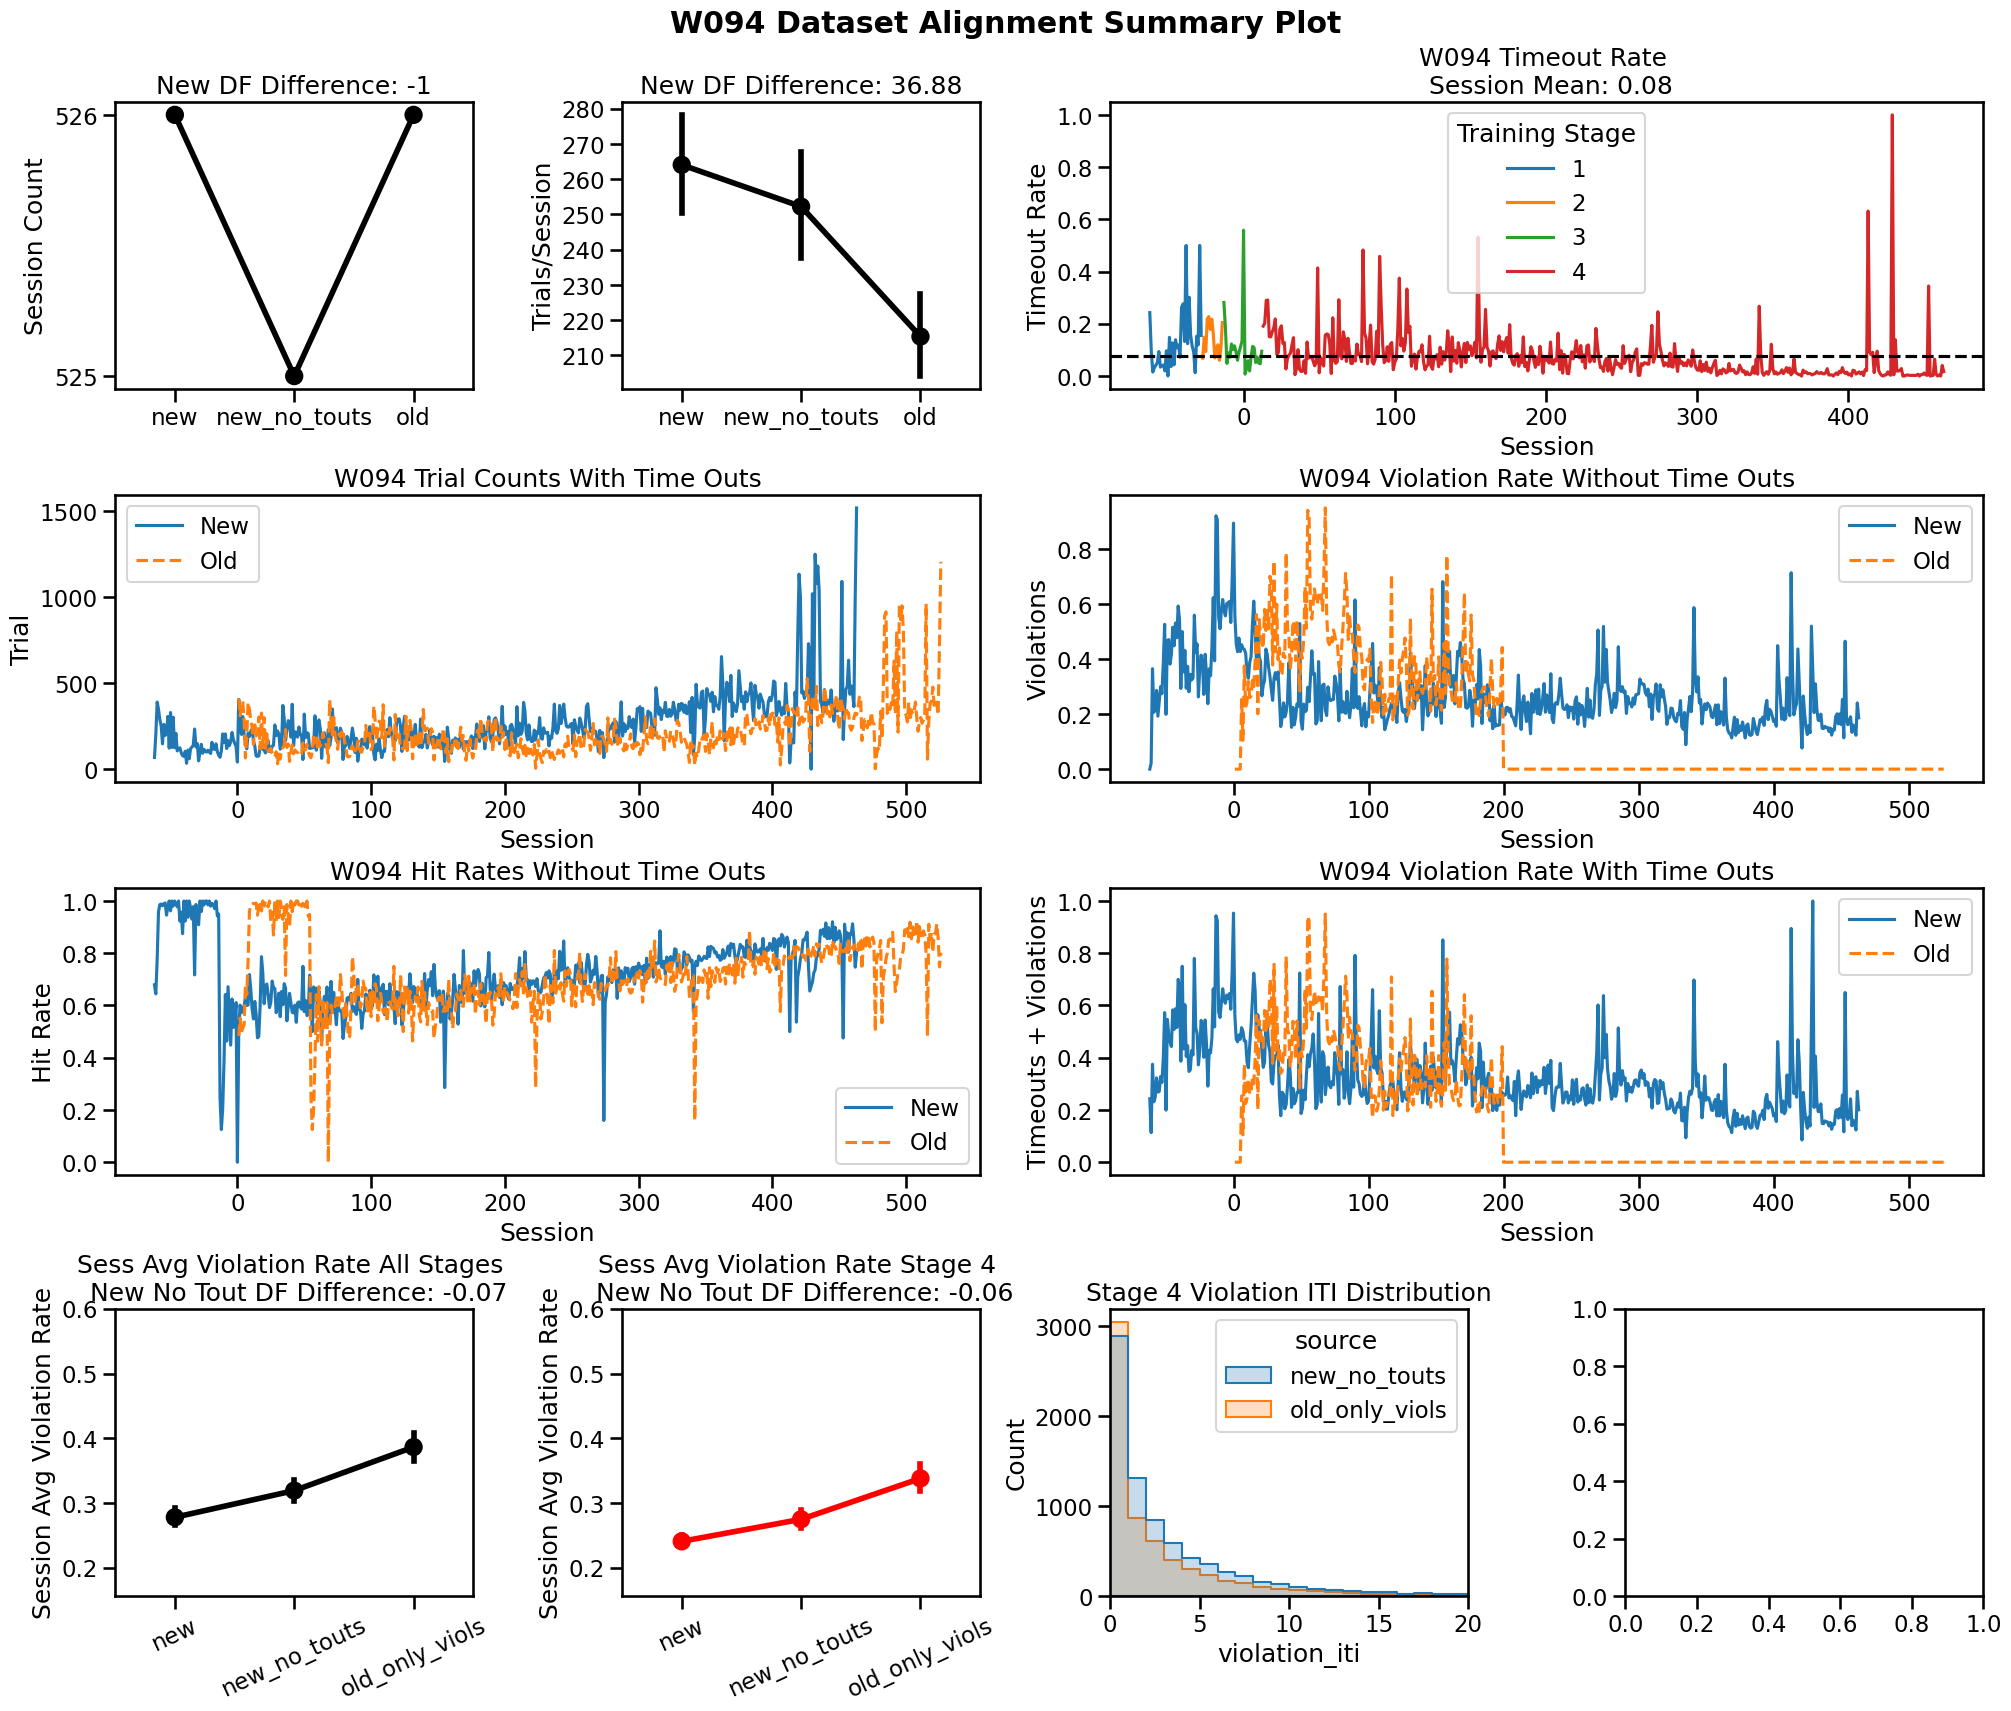 W094 Dataset Alignment Summary Plot
New DF Difference: -1
Session Count
526
525
new
new_no_touts
old
New DF Difference: 36.88
Trials/Session
280
270
260
250
240
230
220
210
new
new_no_touts
old
W094 Timeout Rate
Session Mean: 0.08
Timeout Rate
1.0
0.8
0.6
0.4
0.2
0.0
Training Stage
1
2
3
4
0
100
200
300
400
Session
W094 Trial Counts With Time Outs
Trial
1500
1000
500
0
New
Old
0
100
200
300
400
500
Session
W094 Violation Rate Without Time Outs
Violations
0.8
0.6
0.4
0.2
0.0
New
Old
0
100
200
300
400
500
Session
W094 Hit Rates Without Time Outs
Hit Rate
1.0
0.8
0.6
0.4
0.2
0.0
New
Old
0
100
200
300
400
500
Session
W094 Violation Rate With Time Outs
Timeouts + Violations
1.0
0.8
0.6
0.4
0.2
0.0
New
Old
0
100
200
300
400
500
Session
Sess Avg Violation Rate All Stages
New No Tout DF Difference: -0.07
Session Avg Violation Rate
0.6
0.5
0.4
0.3
0.2
new
new_no_touts
old_only_viols
Sess Avg Violation Rate Stage 4
New No Tout DF Difference: -0.06
Session Avg Violation Rate
0.6
0.5
0.4
0.3
0.2
new
new_no_touts
old_only_viols
Stage 4 Violation ITI Distribution
Count
3000
2000
1000
0
source
new_no_touts
old_only_viols
0
5
10
15
20
violation_iti
1.0
0.8
0.6
0.4
0.2
0.0
0.0
0.2
0.4
0.6
0.8
1.0